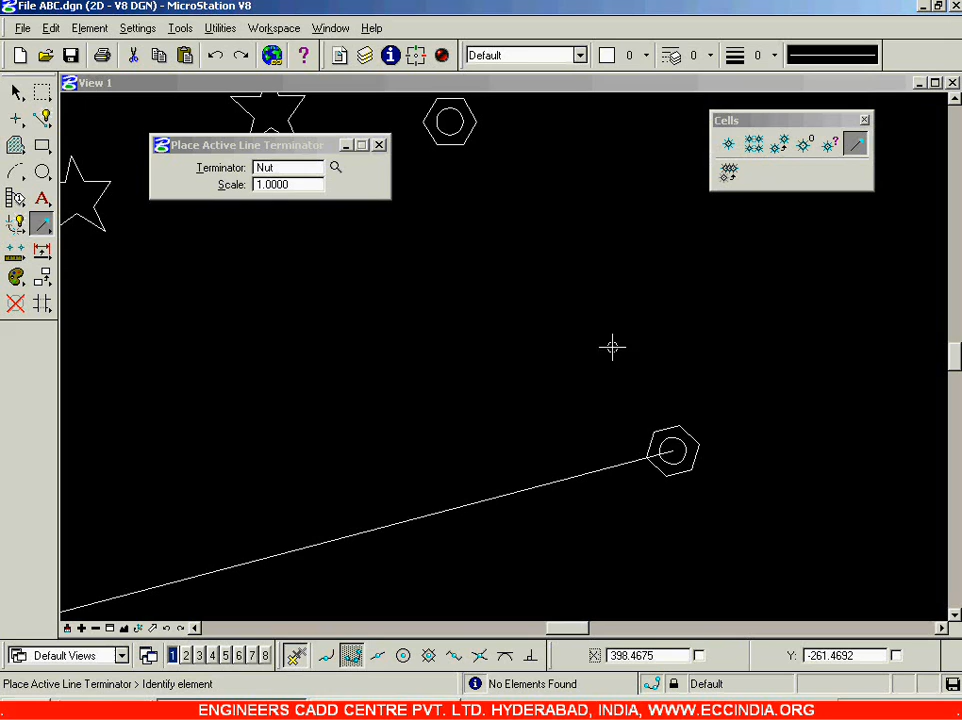 File ABC.dgn (2D - V8 DGN) - MicroStation V8
File Edit Element Settings Tools Utilities Workspace Window Help
Default 0 0 0
View 1
Place Active Line Terminator
Terminator: Nut
Scale: 1.0000
Cells
Default Views 1 2 3 4 5 6 7 8 398.4675 Y: -261.4692
Place Active Line Terminator > Identify element No Elements Found Default
ENGINEERS CADD CENTRE PVT. LTD. HYDERABAD, INDIA, WWW.ECCINDIA.ORG